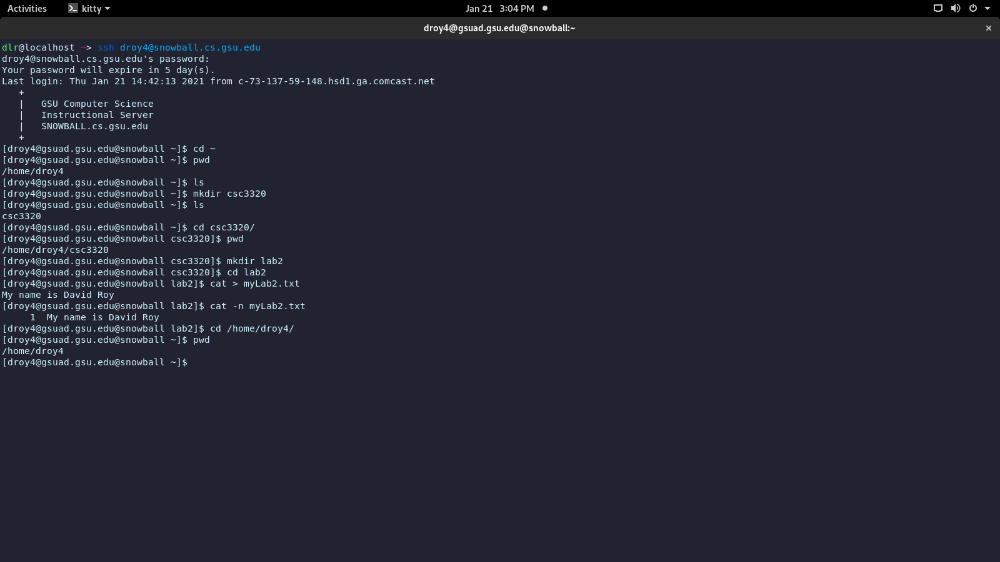 Activities kitty Jan 21 3:04 PM
droy4@gsuad.gsu.edu@snowball:~
dlr@localhost ~> ssh droy4@snowball.cs.gsu.edu
droy4@snowball.cs.gsu.edu's password:
Your password will expire in 5 day(s).
Last login: Thu Jan 21 14:42:13 2021 from c-73-137-59-148.hsd1.ga.comcast.net
   +
   |   GSU Computer Science
   |   Instructional Server
   |   SNOWBALL.cs.gsu.edu
   +
[droy4@gsuad.gsu.edu@snowball ~]$ cd ~
[droy4@gsuad.gsu.edu@snowball ~]$ pwd
/home/droy4
[droy4@gsuad.gsu.edu@snowball ~]$ ls
[droy4@gsuad.gsu.edu@snowball ~]$ mkdir csc3320
[droy4@gsuad.gsu.edu@snowball ~]$ ls
csc3320
[droy4@gsuad.gsu.edu@snowball ~]$ cd csc3320/
[droy4@gsuad.gsu.edu@snowball csc3320]$ pwd
/home/droy4/csc3320
[droy4@gsuad.gsu.edu@snowball csc3320]$ mkdir lab2
[droy4@gsuad.gsu.edu@snowball csc3320]$ cd lab2
[droy4@gsuad.gsu.edu@snowball lab2]$ cat > myLab2.txt
My name is David Roy
[droy4@gsuad.gsu.edu@snowball lab2]$ cat -n myLab2.txt
     1  My name is David Roy
[droy4@gsuad.gsu.edu@snowball lab2]$ cd /home/droy4/
[droy4@gsuad.gsu.edu@snowball ~]$ pwd
/home/droy4
[droy4@gsuad.gsu.edu@snowball ~]$